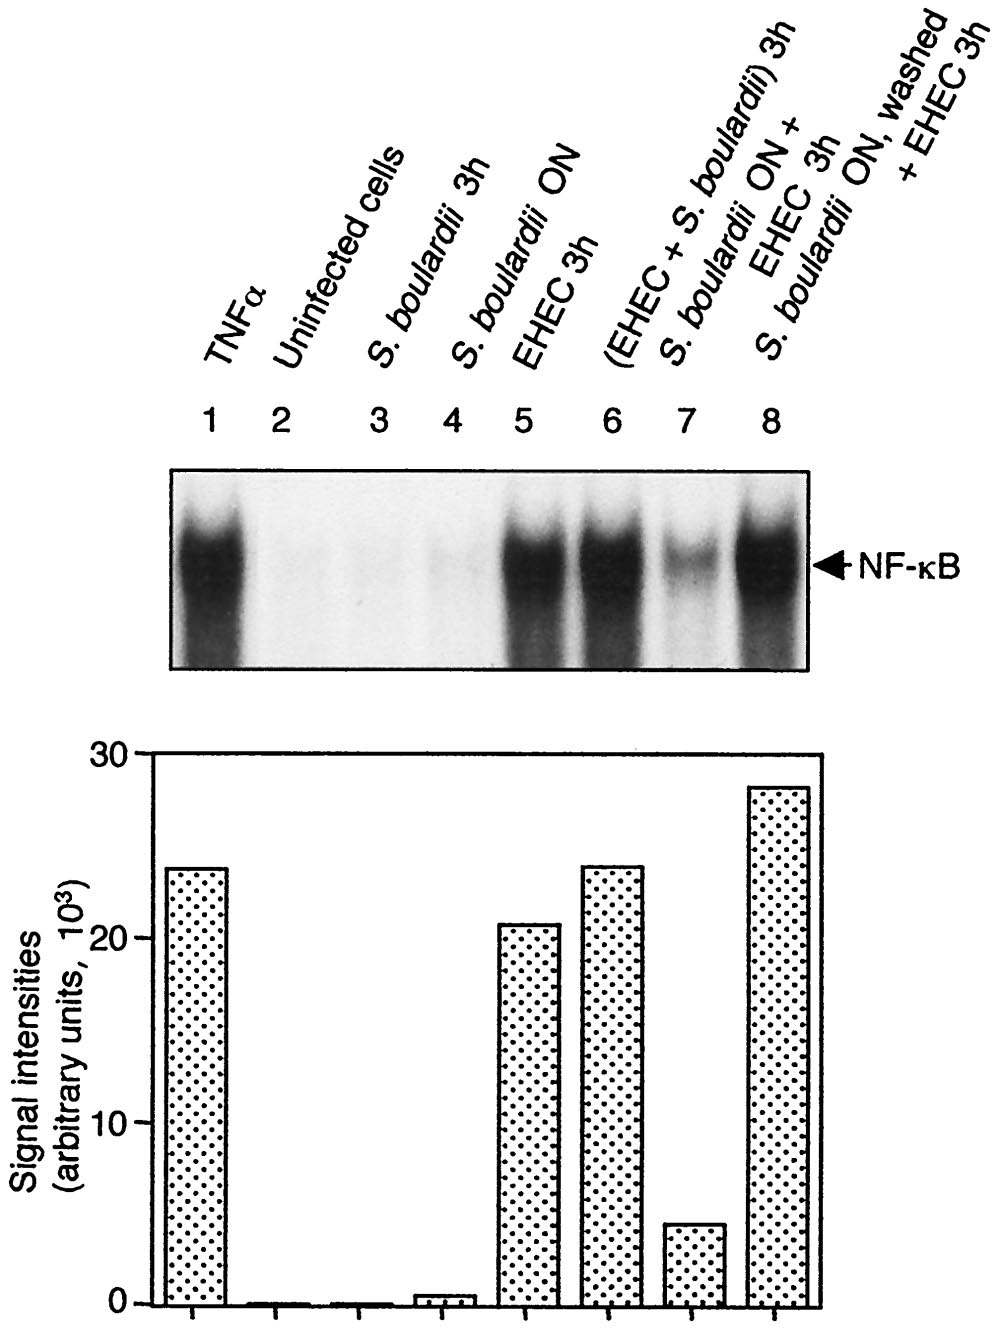 TNFα
Uninfected cells
S. boulardii 3h
S. boulardii ON
EHEC 3h
(EHEC + S. boulardii) 3h
S. boulardii ON +
EHEC 3h
S. boulardii ON, washed
+ EHEC 3h
1 2 3 4 5 6 7 8
NF-κB
30
20
10
0
Signal intensities
(arbitrary units, 10³)